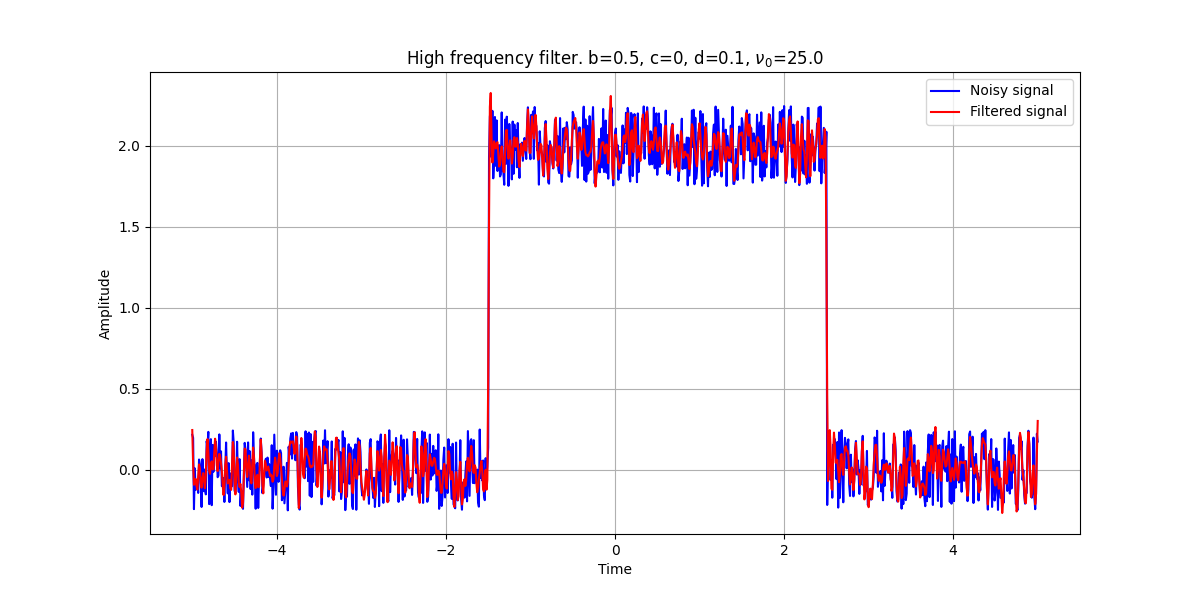 High frequency filter. b=0.5, c=0, d=0.1, $\nu_0$=25.0
Noisy signal
Filtered signal
2.0
1.5
1.0
0.5
0.0
Amplitude
−4
−2
0
2
4
Time